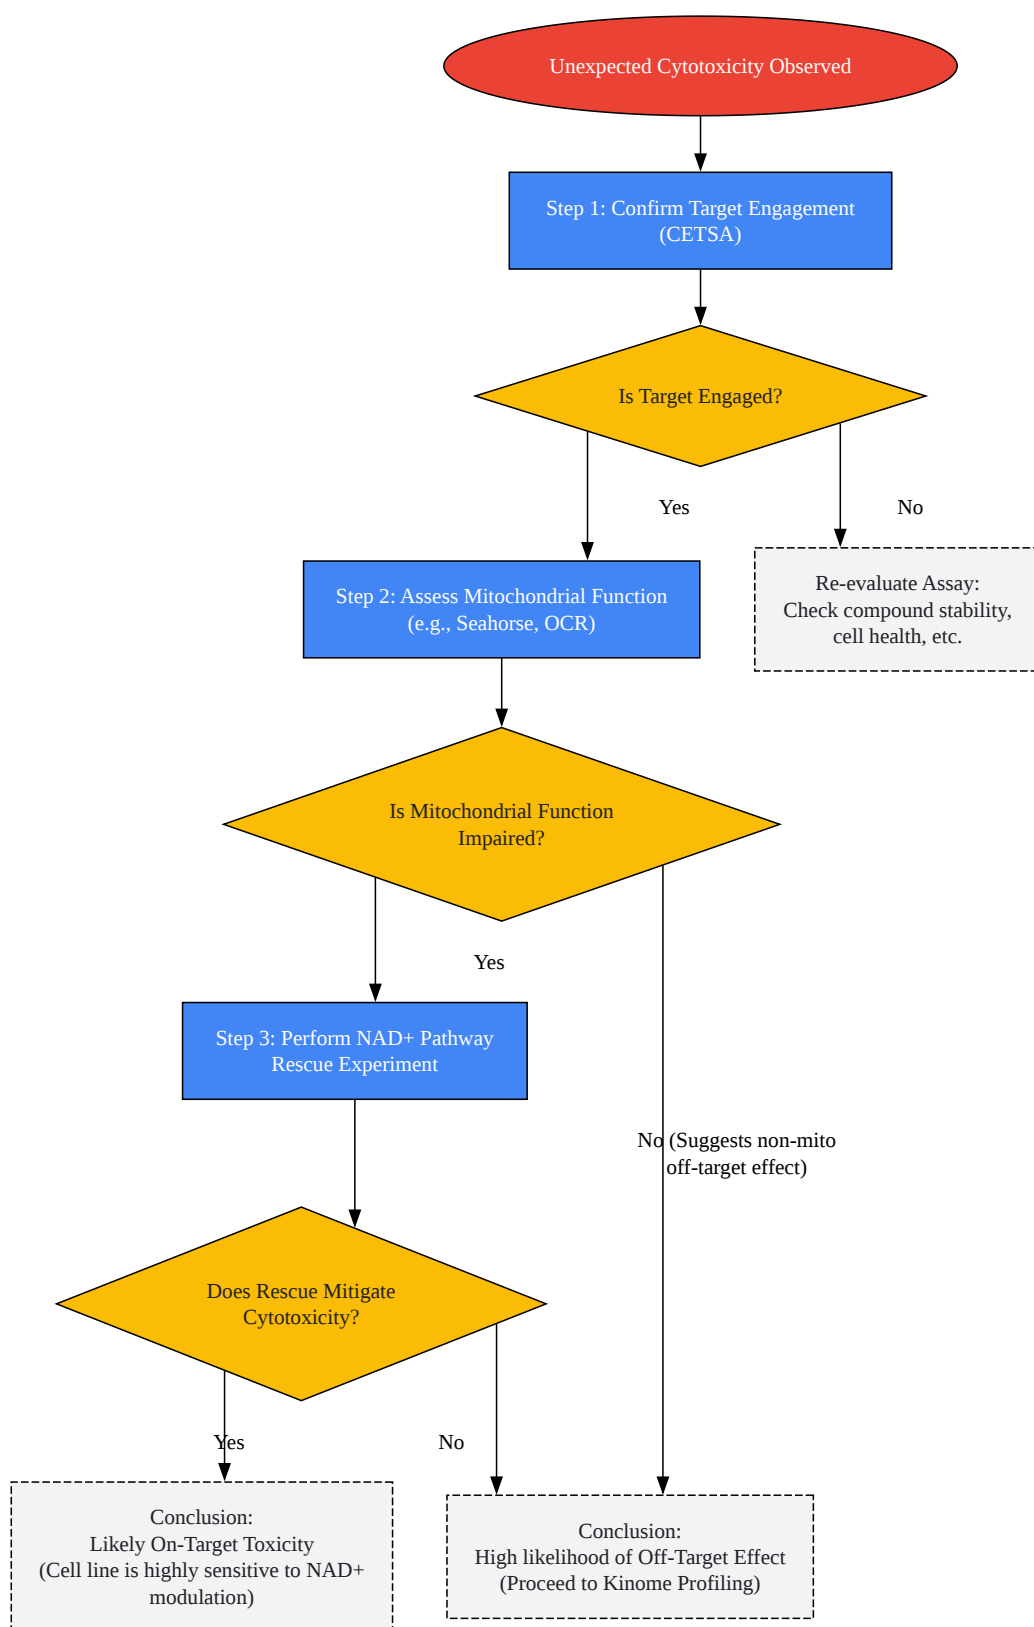 Unexpected Cytotoxicity Observed
Step 1: Confirm Target Engagement
(CETSA)
Is Target Engaged?
Yes
No
Step 2: Assess Mitochondrial Function
(e.g., Seahorse, OCR)
Re-evaluate Assay:
Check compound stability,
cell health, etc.
Is Mitochondrial Function
Impaired?
Yes
Step 3: Perform NAD+ Pathway
Rescue Experiment
No (Suggests non-mito
off-target effect)
Does Rescue Mitigate
Cytotoxicity?
Yes
No
Conclusion:
Likely On-Target Toxicity
(Cell line is highly sensitive to NAD+
modulation)
Conclusion:
High likelihood of Off-Target Effect
(Proceed to Kinome Profiling)